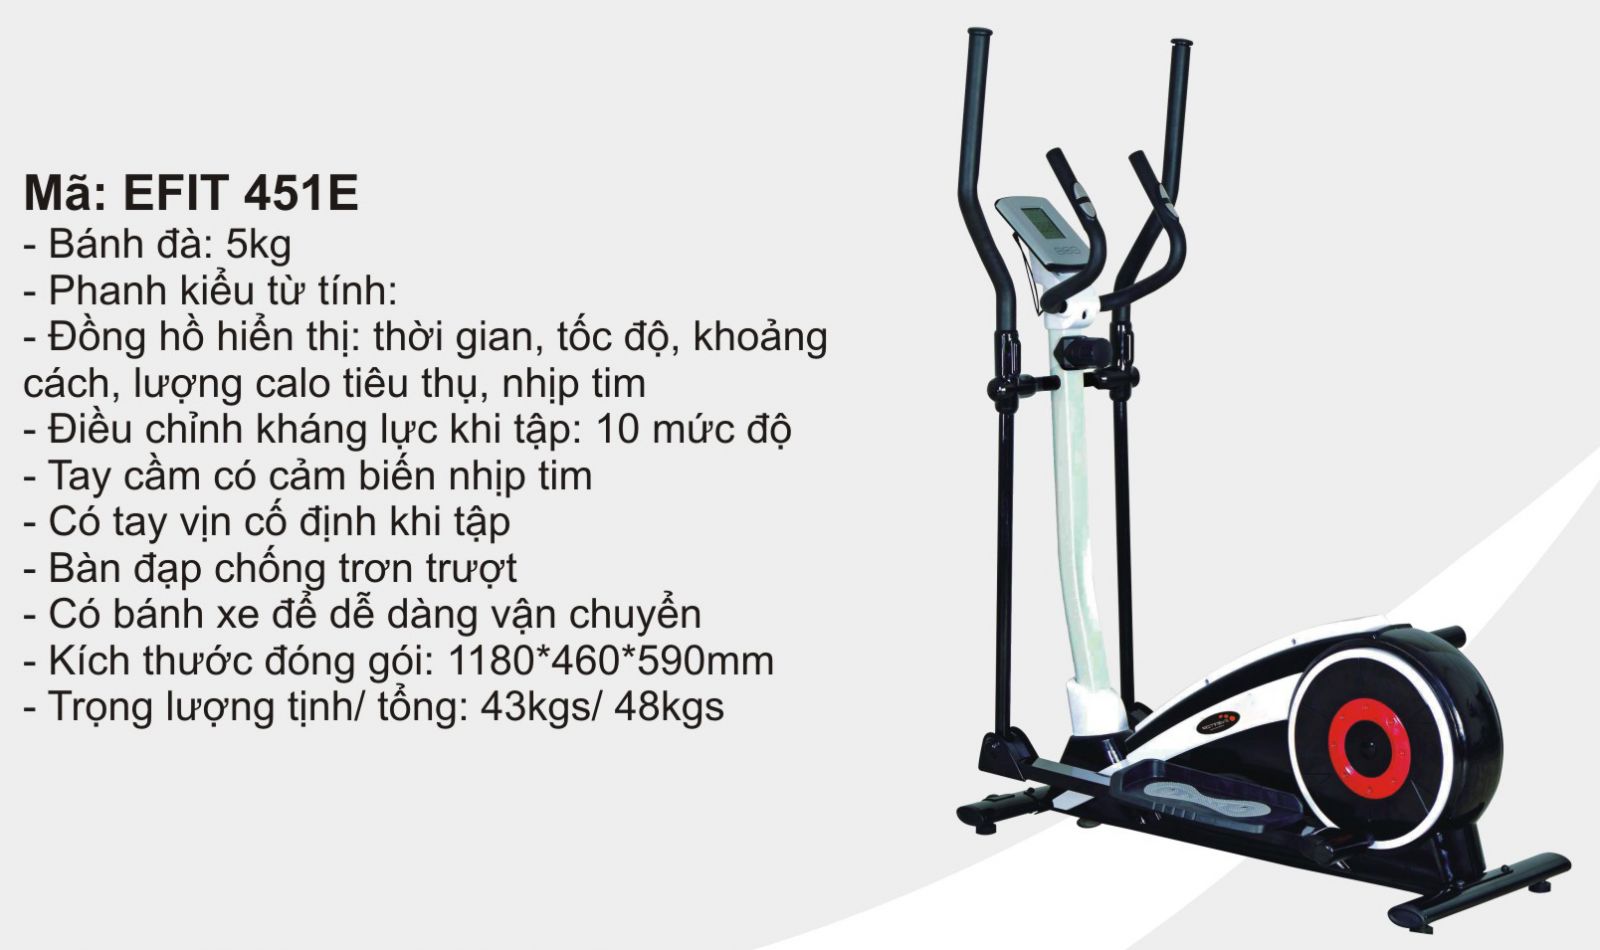 Mã: EFIT 451E
- Bánh đà: 5kg
- Phanh kiểu từ tính:
- Đồng hồ hiển thị: thời gian, tốc độ, khoảng
cách, lượng calo tiêu thụ, nhịp tim
- Điều chỉnh kháng lực khi tập: 10 mức độ
- Tay cầm có cảm biến nhịp tim
- Có tay vịn cố định khi tập
- Bàn đạp chống trơn trượt
- Có bánh xe để dễ dàng vận chuyển
- Kích thước đóng gói: 1180*460*590mm
- Trọng lượng tịnh/ tổng: 43kgs/ 48kgs